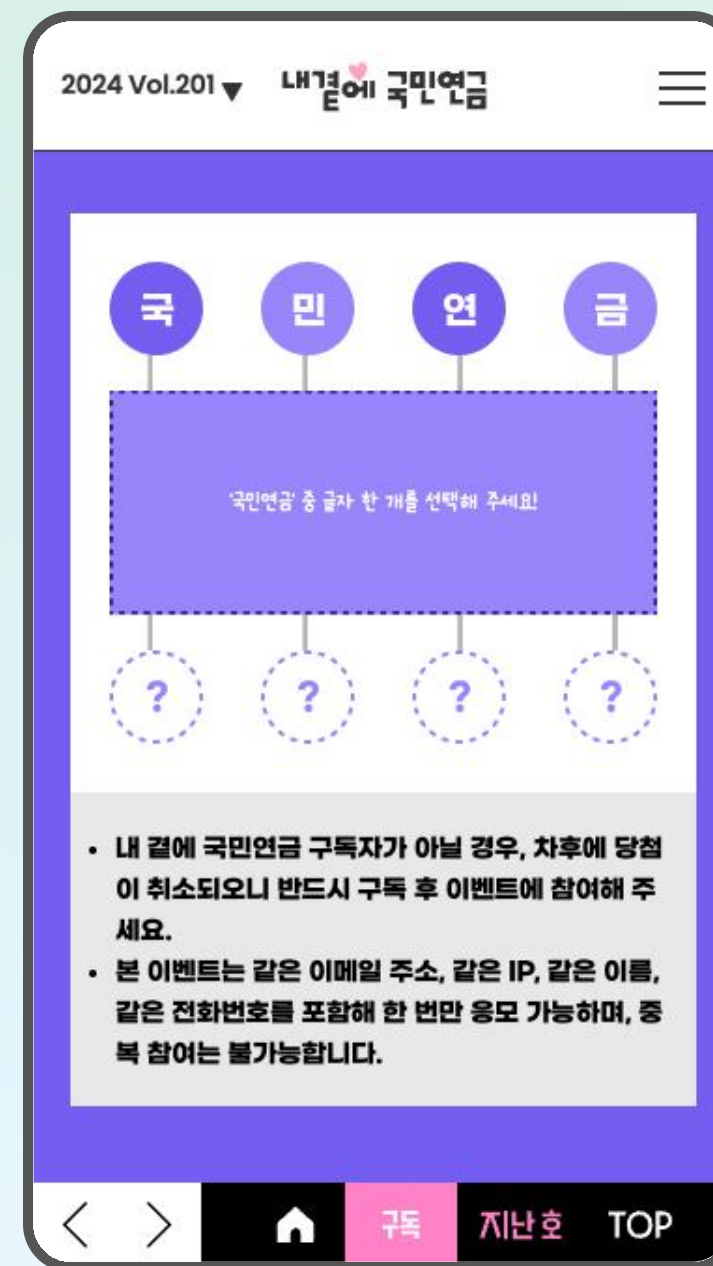 2024 Vol.201 ▼ 내곁에 국민연금
국 민 연 금
'국민연금' 중 글자 한 개를 선택해 주세요!
? ? ? ?
• 내 곁에 국민연금 구독자가 아닐 경우, 차후에 당첨
이 취소되오니 반드시 구독 후 이벤트에 참여해 주
세요.
• 본 이벤트는 같은 이메일 주소, 같은 IP, 같은 이름,
같은 전화번호를 포함해 한 번만 응모 가능하며, 중
복 참여는 불가능합니다.
구독 지난호 TOP